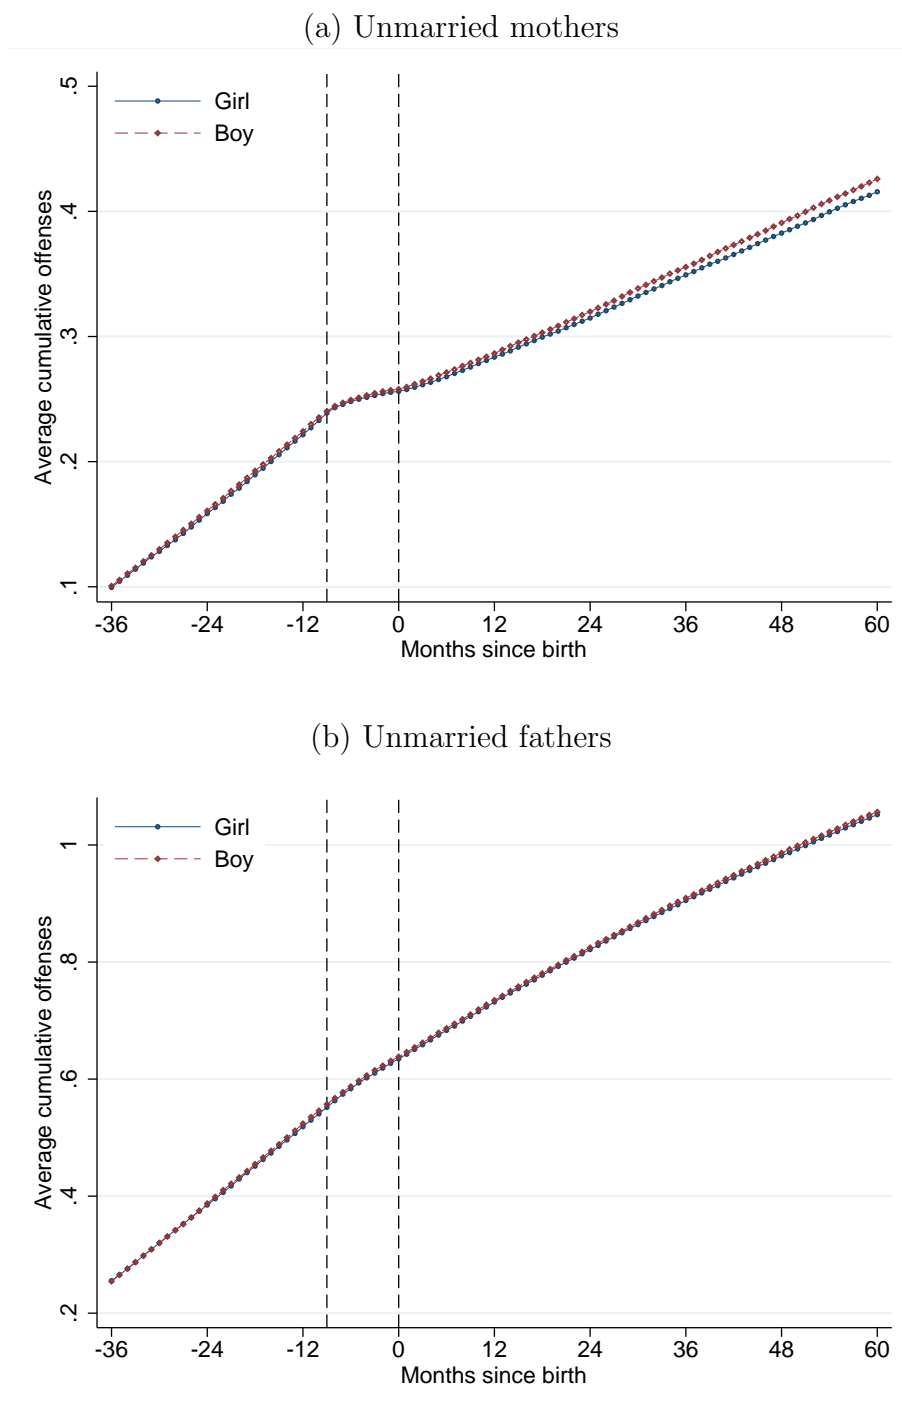 (a) Unmarried mothers
Girl
Boy
Average cumulative offenses
.5
.4
.3
.2
.1
-36 -24 -12 0 12 24 36 48 60
Months since birth
(b) Unmarried fathers
Girl
Boy
Average cumulative offenses
1
.8
.6
.4
.2
-36 -24 -12 0 12 24 36 48 60
Months since birth